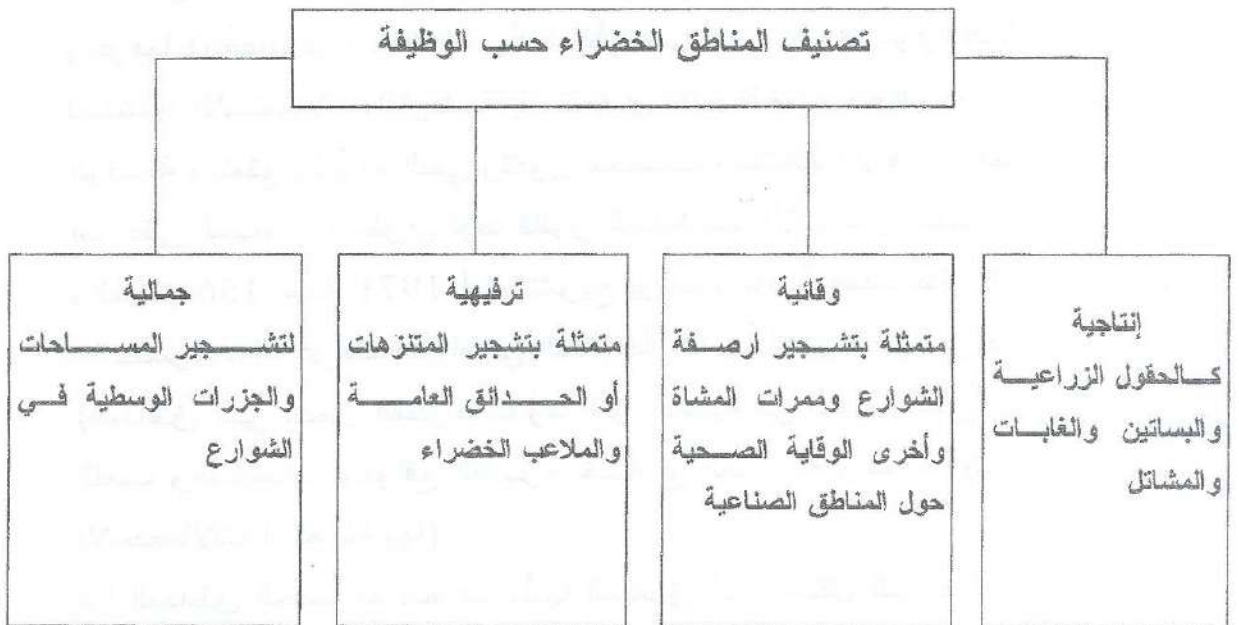 تصنيف المناطق الخضراء حسب الوظيفة
إنتاجية
كالحقول الزراعية
والبساتين والغابات
والمشاتل
وقائية
متمثلة بتشجير ارصفة
الشوارع وممرات المشاة
وأخرى الوقاية الصحية
حول المناطق الصناعية
ترفيهية
متمثلة بتشجير المتنزهات
أو الحدائق العامة
والملاعب الخضراء
جمالية
لتشجير المساحات
والجزرات الوسطية في
الشوارع